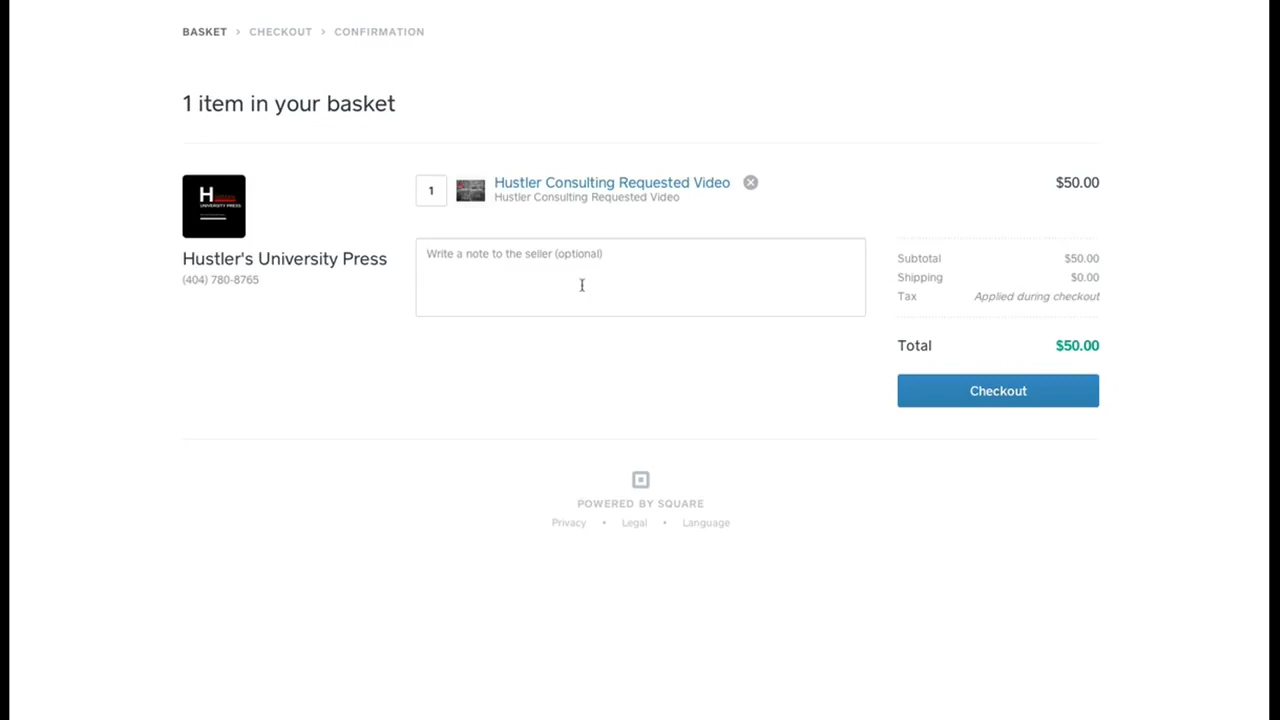 BASKET > CHECKOUT > CONFIRMATION
1 item in your basket
H
UNIVERSITY PRESS
Hustler's University Press
(404) 780-8765
1
Hustler Consulting Requested Video
$50.00
Hustler Consulting Requested Video
Write a note to the seller (optional)
Subtotal $50.00
Shipping $0.00
Tax Applied during checkout
Total $50.00
Checkout
POWERED BY SQUARE
Privacy • Legal • Language